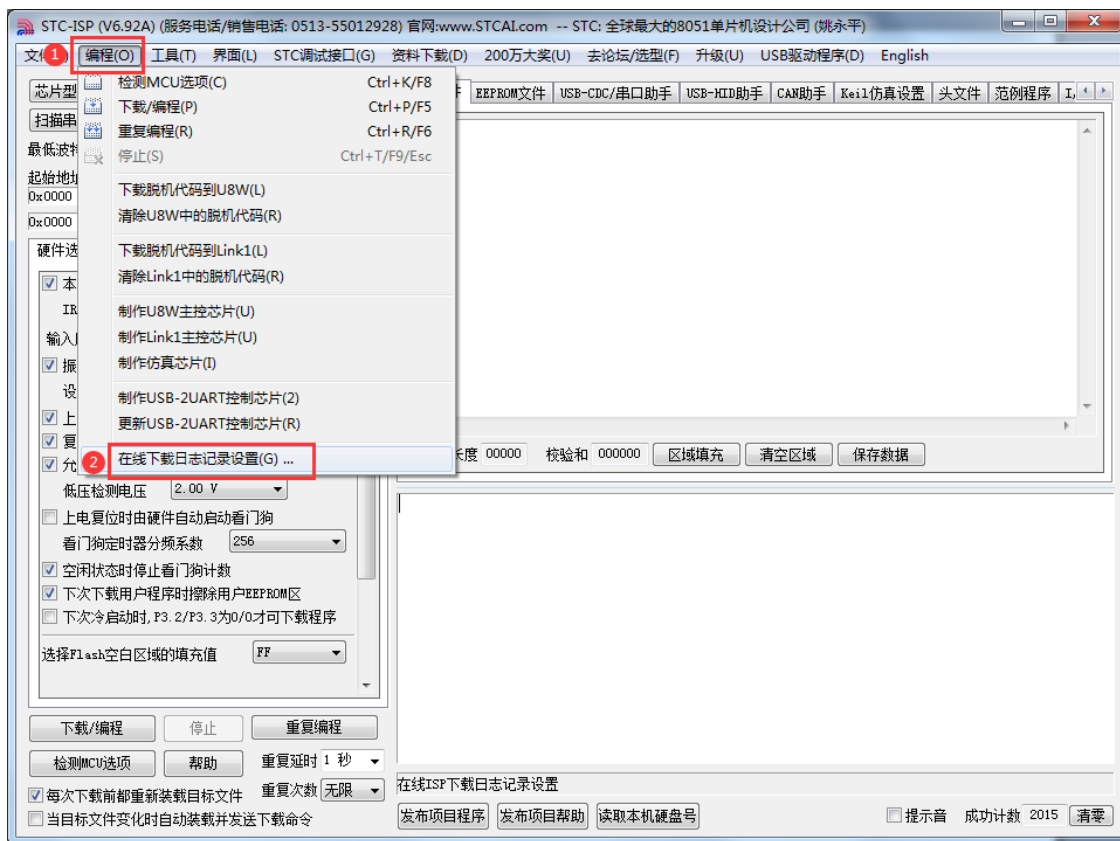 STC-ISP (V6.92A) (服务电话/销售电话: 0513-55012928) 官网:www.STCAI.com -- STC: 全球最大的8051单片机设计公司 (姚永平)
文 1 编程(O) 工具(T) 界面(L) STC调试接口(G) 资料下载(D) 200万大奖(U) 去论坛/选型(F) 升级(U) USB驱动程序(D) English
芯片型 EEPROM文件 USB-CDC/串口助手 USB-HID助手 CAN助手 Keil仿真设置 头文件 范例程序 I/
扫描串
最低波特
起始地址
0x0000
0x0000
硬件选
检测MCU选项(C) Ctrl+K/F8
下载/编程(P) Ctrl+P/F5
重复编程(R) Ctrl+R/F6
停止(S) Ctrl+T/F9/Esc
下载脱机代码到U8W(L)
清除U8W中的脱机代码(R)
下载脱机代码到Link1(L)
清除Link1中的脱机代码(R)
制作U8W主控芯片(U)
制作Link1主控芯片(U)
制作仿真芯片(I)
制作USB-2UART控制芯片(2)
更新USB-2UART控制芯片(R)
2 在线下载日志记录设置(G) ...
本
IR
输入
振
设
上
复
允
长度 00000 校验和 000000 区域填充 清空区域 保存数据
低压检测电压 2.00 V
上电复位时由硬件自动启动看门狗
看门狗定时器分频系数 256
空闲状态时停止看门狗计数
下次下载用户程序时擦除用户EEPROM区
下次冷启动时,P3.2/P3.3为0/0才可下载程序
选择Flash空白区域的填充值 FF
下载/编程 停止 重复编程
检测MCU选项 帮助 重复延时 1 秒
每次下载前都重新装载目标文件 重复次数 无限
当目标文件变化时自动装载并发送下载命令
在线ISP下载日志记录设置
发布项目程序 发布项目帮助 读取本机硬盘号 提示音 成功计数 2015 清零